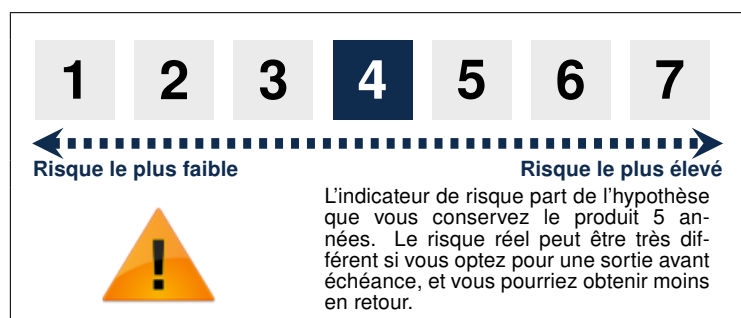 1 2 3 4 5 6 7
Risque le plus faible Risque le plus élevé
L'indicateur de risque part de l'hypothèse
que vous conservez le produit 5 an-
nées. Le risque réel peut être très dif-
férent si vous optez pour une sortie avant
échéance, et vous pourriez obtenir moins
en retour.